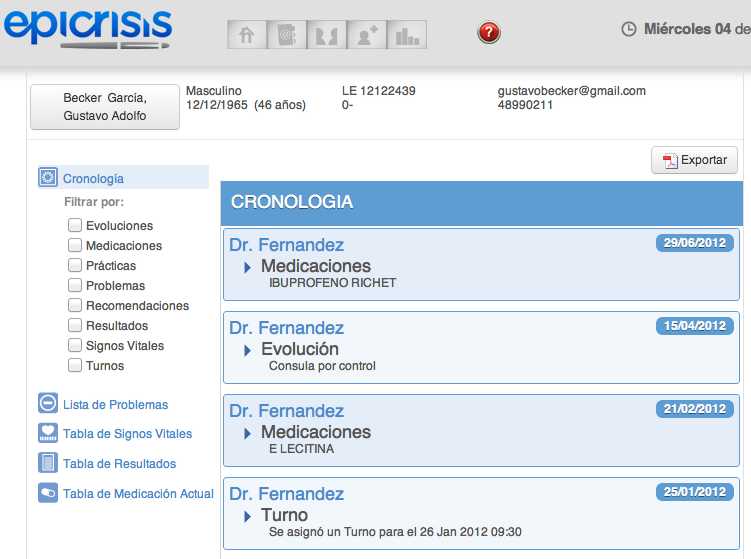 epicrisis
?
Miércoles 04 de
Becker García,
Gustavo Adolfo
Masculino
12/12/1965 (46 años)
LE 12122439
0-
gustavobecker@gmail.com
48990211
Exportar
Cronología
Filtrar por:
Evoluciones
Medicaciones
Prácticas
Problemas
Recomendaciones
Resultados
Signos Vitales
Turnos
Lista de Problemas
Tabla de Signos Vitales
Tabla de Resultados
Tabla de Medicación Actual
CRONOLOGIA
Dr. Fernandez
29/06/2012
Medicaciones
IBUPROFENO RICHET
Dr. Fernandez
15/04/2012
Evolución
Consula por control
Dr. Fernandez
21/02/2012
Medicaciones
E LECITINA
Dr. Fernandez
25/01/2012
Turno
Se asignó un Turno para el 26 Jan 2012 09:30